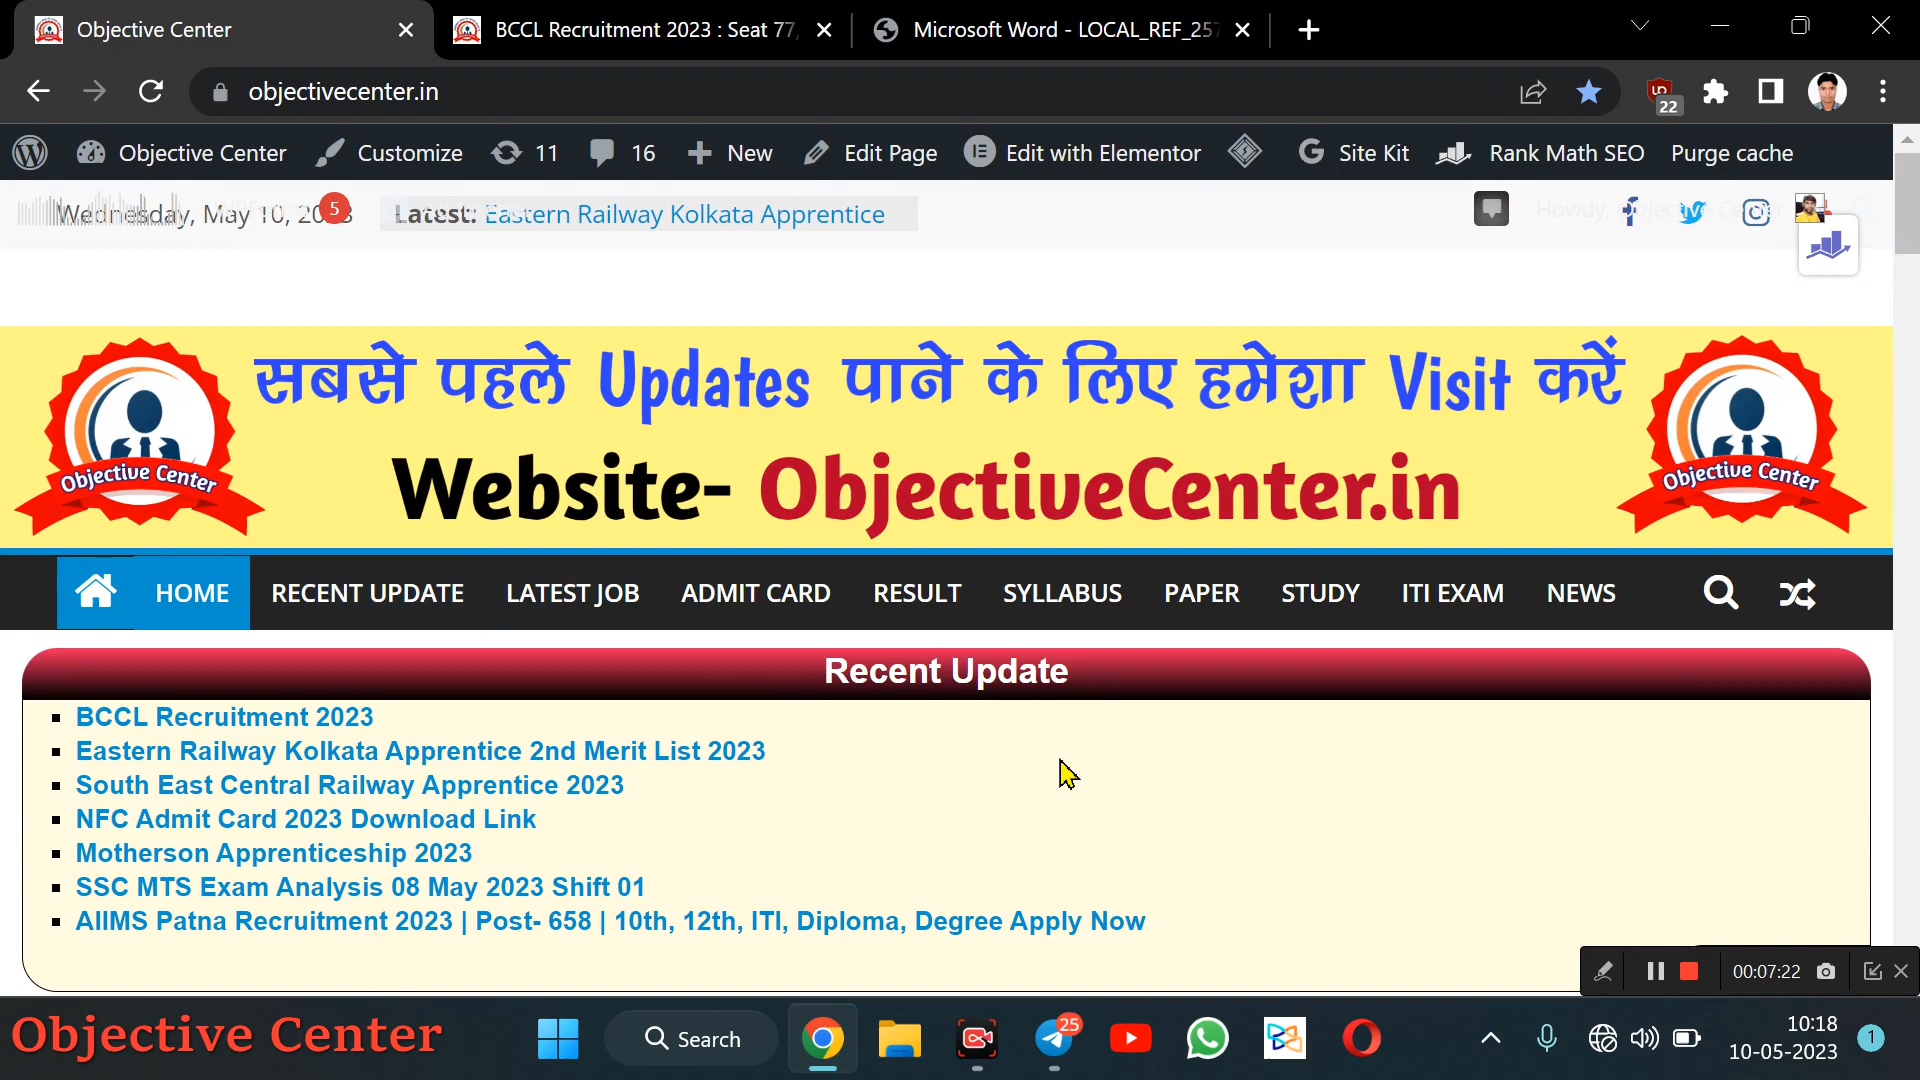 Objective Center
BCCL Recruitment 2023 : Seat 77,
Microsoft Word - LOCAL_REF_257
objectivecenter.in
22
Objective Center
Customize
11
16
New
Edit Page
Edit with Elementor
Site Kit
Rank Math SEO
Purge cache
Wednesday, May 10, 2023
5
Latest: Eastern Railway Kolkata Apprentice
Howdy, Objective Center
सबसे पहले Updates पाने के लिए हमेशा Visit करें
Website- ObjectiveCenter.in
Objective Center
Objective Center
HOME
RECENT UPDATE
LATEST JOB
ADMIT CARD
RESULT
SYLLABUS
PAPER
STUDY
ITI EXAM
NEWS
Recent Update
BCCL Recruitment 2023
Eastern Railway Kolkata Apprentice 2nd Merit List 2023
South East Central Railway Apprentice 2023
NFC Admit Card 2023 Download Link
Motherson Apprenticeship 2023
SSC MTS Exam Analysis 08 May 2023 Shift 01
AIIMS Patna Recruitment 2023 | Post- 658 | 10th, 12th, ITI, Diploma, Degree Apply Now
00:07:22
Objective Center
Search
25
10:18
10-05-2023
1